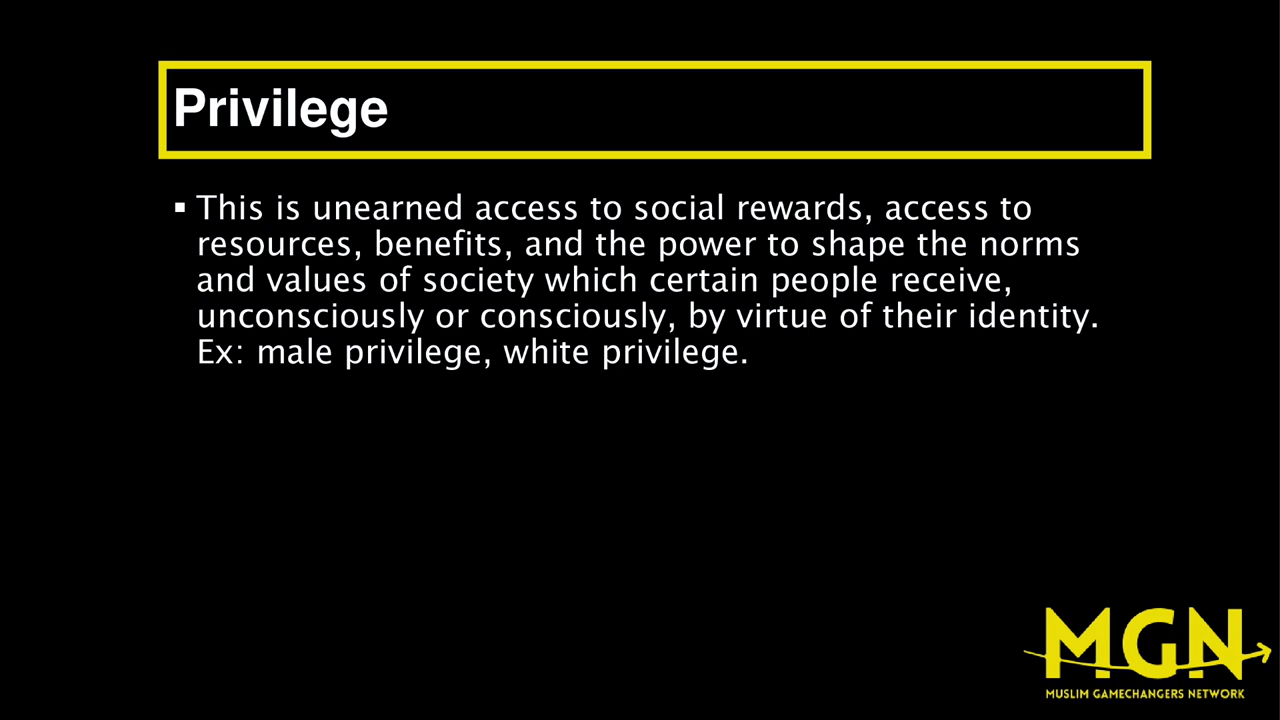 Privilege
▪ This is unearned access to social rewards, access to
resources, benefits, and the power to shape the norms
and values of society which certain people receive,
unconsciously or consciously, by virtue of their identity.
Ex: male privilege, white privilege.
MGN
MUSLIM GAMECHANGERS NETWORK